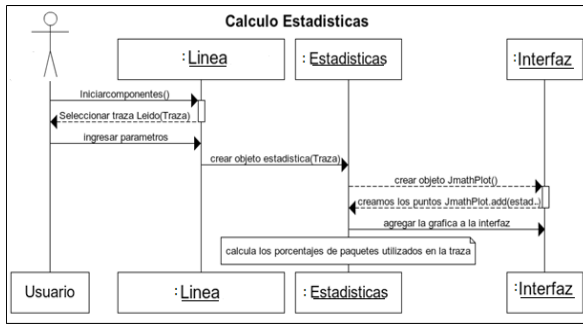 Calculo Estadisticas
:Linea
: Estadisticas
:Interfaz
Iniciarcomponentes()
Seleccionar traza Leido(Traza)
ingresar parametros
crear objeto estadistica(Traza)
crear objeto JmathPlot()
creamos los puntos JmathPlot.add(estad..)
agregar la grafica a la interfaz
calcula los porcentajes de paquetes utilizados en la traza
Usuario
:Linea
: Estadisticas
:Interfaz